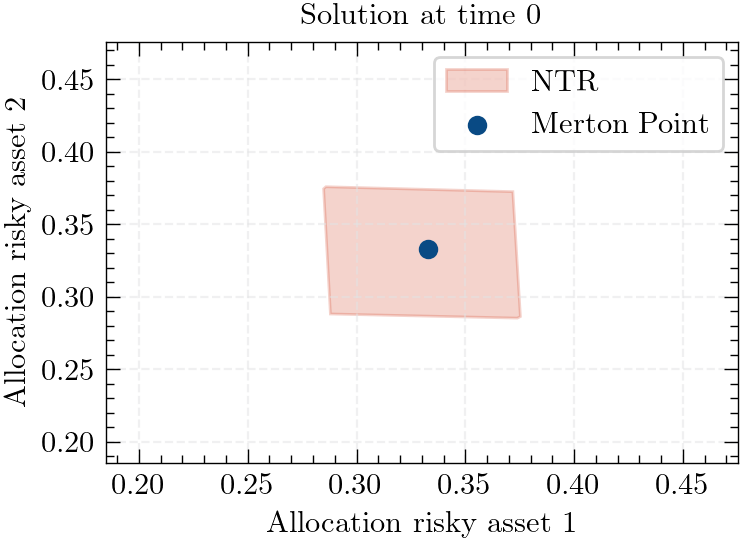 Solution at time 0
NTR
Merton Point
Allocation risky asset 2
0.45
0.40
0.35
0.30
0.25
0.20
0.20 0.25 0.30 0.35 0.40 0.45
Allocation risky asset 1